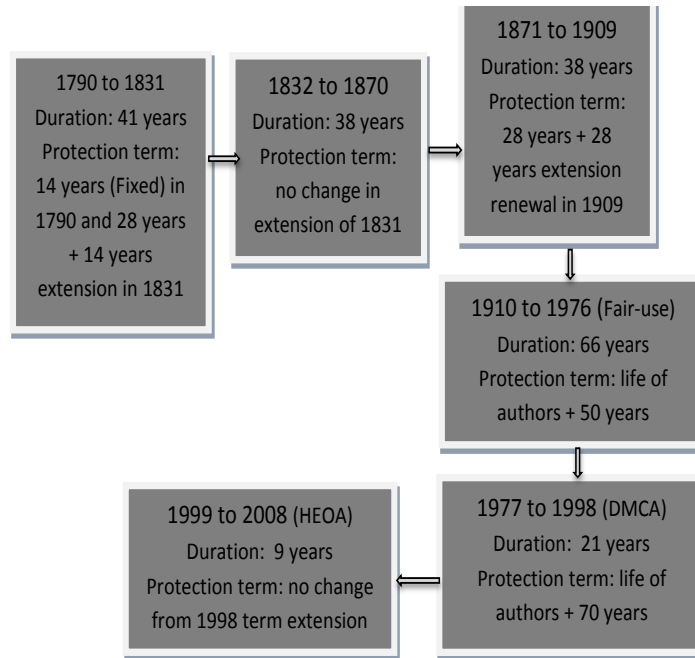 1790 to 1831
Duration: 41 years
Protection term:
14 years (Fixed) in
1790 and 28 years
+ 14 years
extension in 1831
1832 to 1870
Duration: 38 years
Protection term:
no change in
extension of 1831
1871 to 1909
Duration: 38 years
Protection term:
28 years + 28
years extension
renewal in 1909
1910 to 1976 (Fair-use)
Duration: 66 years
Protection term: life of
authors + 50 years
1977 to 1998 (DMCA)
Duration: 21 years
Protection term: life of
authors + 70 years
1999 to 2008 (HEOA)
Duration: 9 years
Protection term: no change
from 1998 term extension